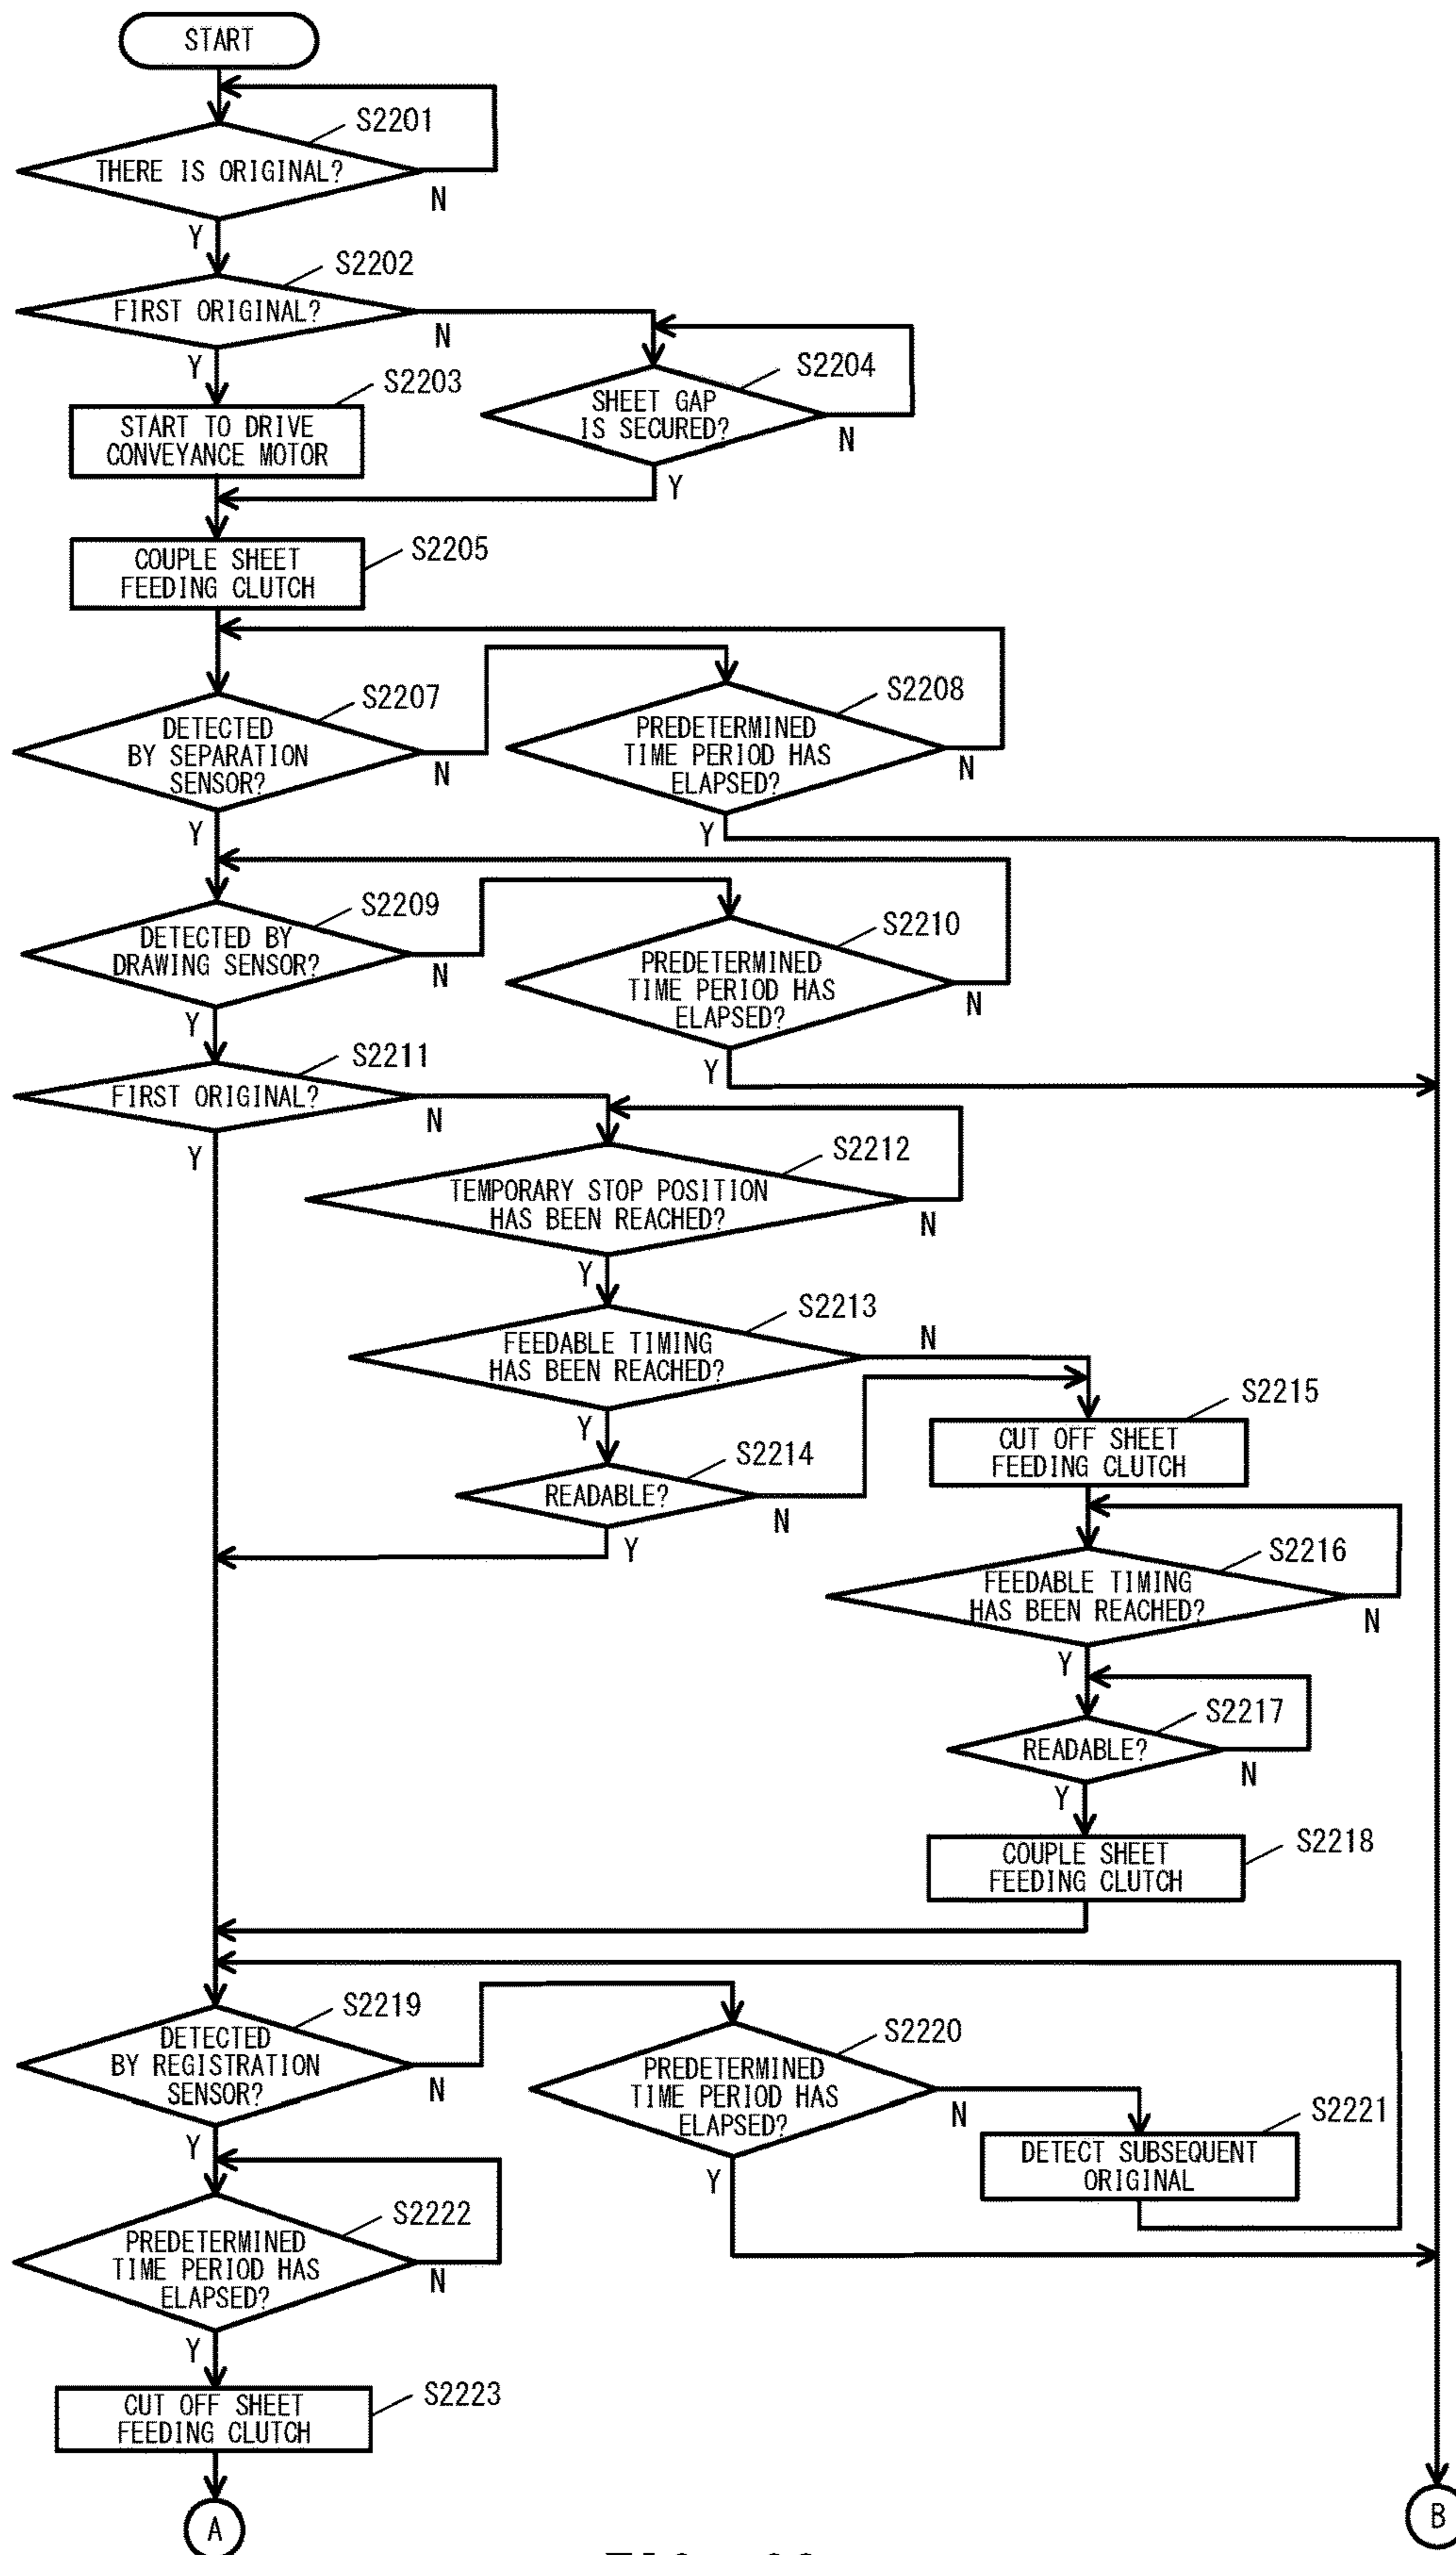 START
S2201
THERE IS ORIGINAL?
N
Y
S2202
FIRST ORIGINAL?
N
Y
S2203
START TO DRIVE
CONVEYANCE MOTOR
S2204
SHEET GAP
IS SECURED?
N
Y
COUPLE SHEET
FEEDING CLUTCH
S2205
S2207
DETECTED
BY SEPARATION
SENSOR?
N
Y
S2208
PREDETERMINED
TIME PERIOD HAS
ELAPSED?
N
Y
S2209
DETECTED BY
DRAWING SENSOR?
N
Y
S2210
PREDETERMINED
TIME PERIOD HAS
ELAPSED?
N
Y
S2211
FIRST ORIGINAL?
N
Y
S2212
TEMPORARY STOP POSITION
HAS BEEN REACHED?
N
Y
S2213
FEEDABLE TIMING
HAS BEEN REACHED?
N
Y
S2214
READABLE?
N
Y
S2215
CUT OFF SHEET
FEEDING CLUTCH
S2216
FEEDABLE TIMING
HAS BEEN REACHED?
N
Y
S2217
READABLE?
N
Y
S2218
COUPLE SHEET
FEEDING CLUTCH
S2219
DETECTED
BY REGISTRATION
SENSOR?
N
Y
S2220
PREDETERMINED
TIME PERIOD HAS
ELAPSED?
N
Y
S2221
DETECT SUBSEQUENT
ORIGINAL
S2222
PREDETERMINED
TIME PERIOD HAS
ELAPSED?
N
Y
S2223
CUT OFF SHEET
FEEDING CLUTCH
A
B